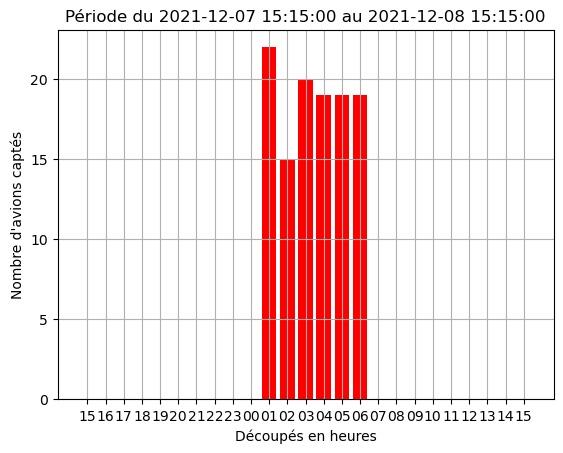 Période du 2021-12-07 15:15:00 au 2021-12-08 15:15:00
Nombre d'avions captés
20
15
10
5
0
15 16 17 18 19 20 21 22 23 00 01 02 03 04 05 06 07 08 09 10 11 12 13 14 15
Découpés en heures